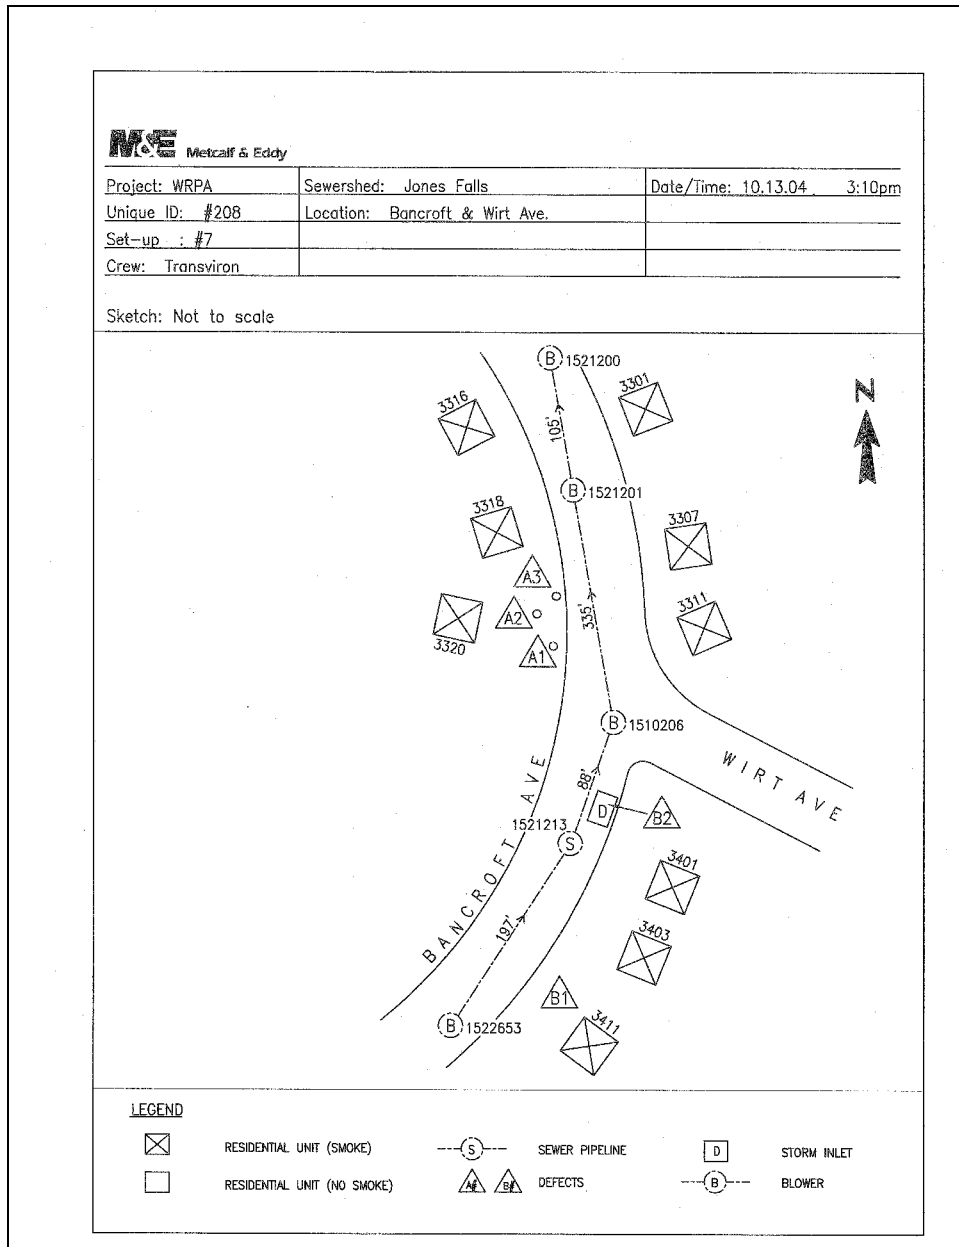 M&E Metcalf & Eddy
Project: WRPA Sewershed: Jones Falls Date/Time: 10.13.04 3:10pm
Unique ID: #208 Location: Bancroft & Wirt Ave.
Set-up : #7
Crew: Transviron
Sketch: Not to scale
B 1521200
3301
3316
N
105'
B 1521201
3318
3307
A3
A2
335'
3311
3320
A1
B 1510206
WIRT AVE
BANCROFT AVE
88'
D
B2
1521213
S
3401
197'
3403
B1
B 1522653
3411
LEGEND
RESIDENTIAL UNIT (SMOKE) S SEWER PIPELINE D STORM INLET
RESIDENTIAL UNIT (NO SMOKE) A# B# DEFECTS B BLOWER